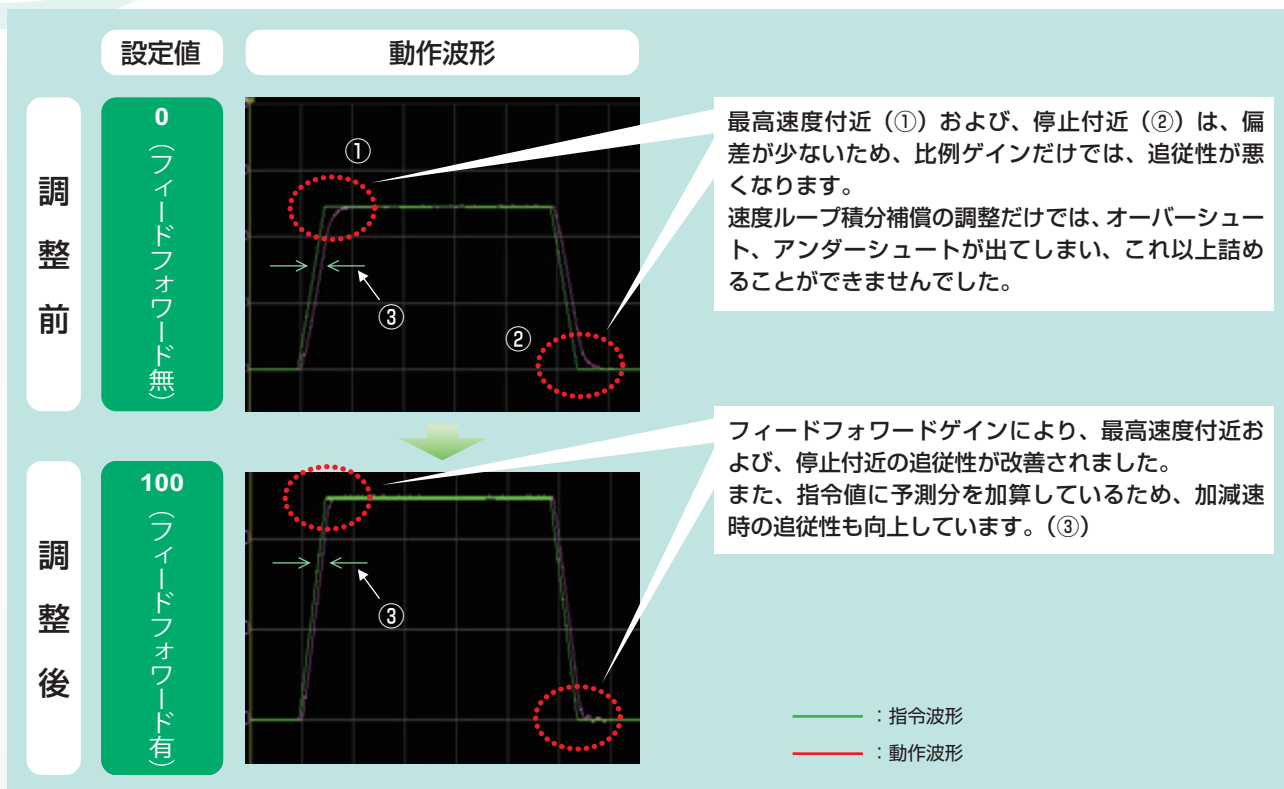 設定値
動作波形
調整前
0
（フィードフォワード無）
①
②
③
最高速度付近（①）および、停止付近（②）は、偏
差が少ないため、比例ゲインだけでは、追従性が悪
くなります。
速度ループ積分補償の調整だけでは、オーバーシュー
ト、アンダーシュートが出てしまい、これ以上詰め
ることができませんでした。
調整後
100
（フィードフォワード有）
③
フィードフォワードゲインにより、最高速度付近お
よび、停止付近の追従性が改善されました。
また、指令値に予測分を加算しているため、加減速
時の追従性も向上しています。（③）
：指令波形
：動作波形